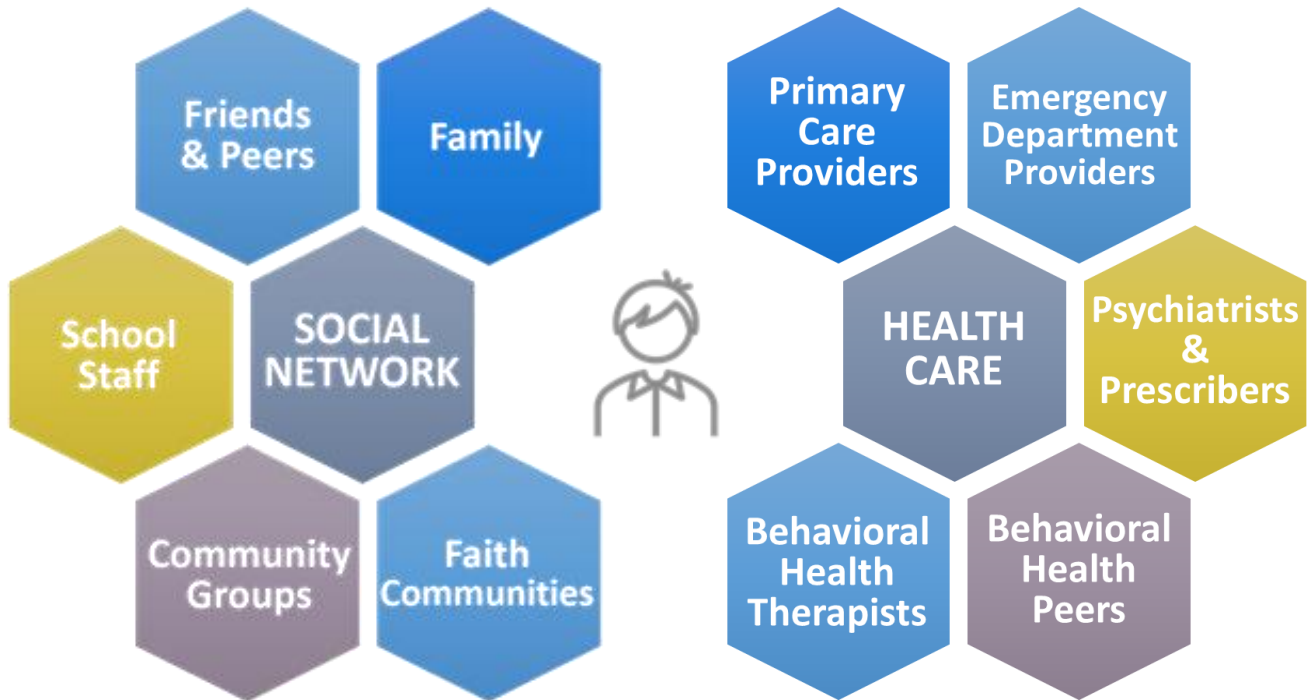 Friends
& Peers
Family
School
Staff
SOCIAL
NETWORK
Community
Groups
Faith
Communities
Primary
Care
Providers
Emergency
Department
Providers
HEALTH
CARE
Psychiatrists
&
Prescribers
Behavioral
Health
Therapists
Behavioral
Health
Peers